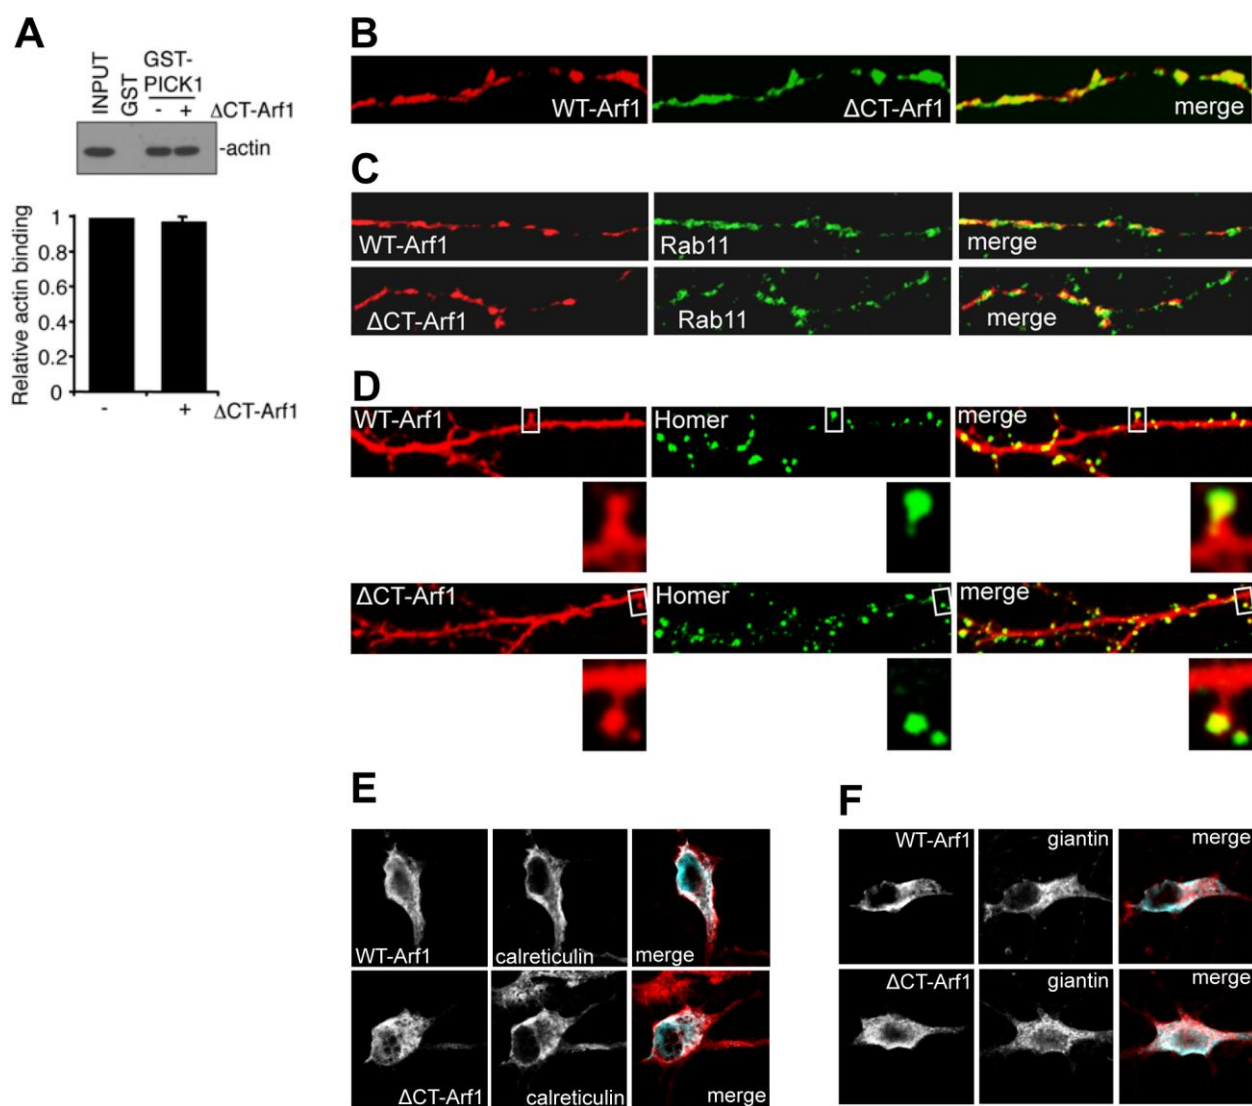 A
INPUT
GST
GST-
PICK1
- + ΔCT-Arf1
-actin
Relative actin binding
1
0.8
0.6
0.4
0.2
0
- + ΔCT-Arf1
B
WT-Arf1 ΔCT-Arf1 merge
C
WT-Arf1 Rab11 merge
ΔCT-Arf1 Rab11 merge
D
WT-Arf1 Homer merge
ΔCT-Arf1 Homer merge
E
WT-Arf1 calreticulin merge
ΔCT-Arf1 calreticulin merge
F
WT-Arf1 giantin merge
ΔCT-Arf1 giantin merge